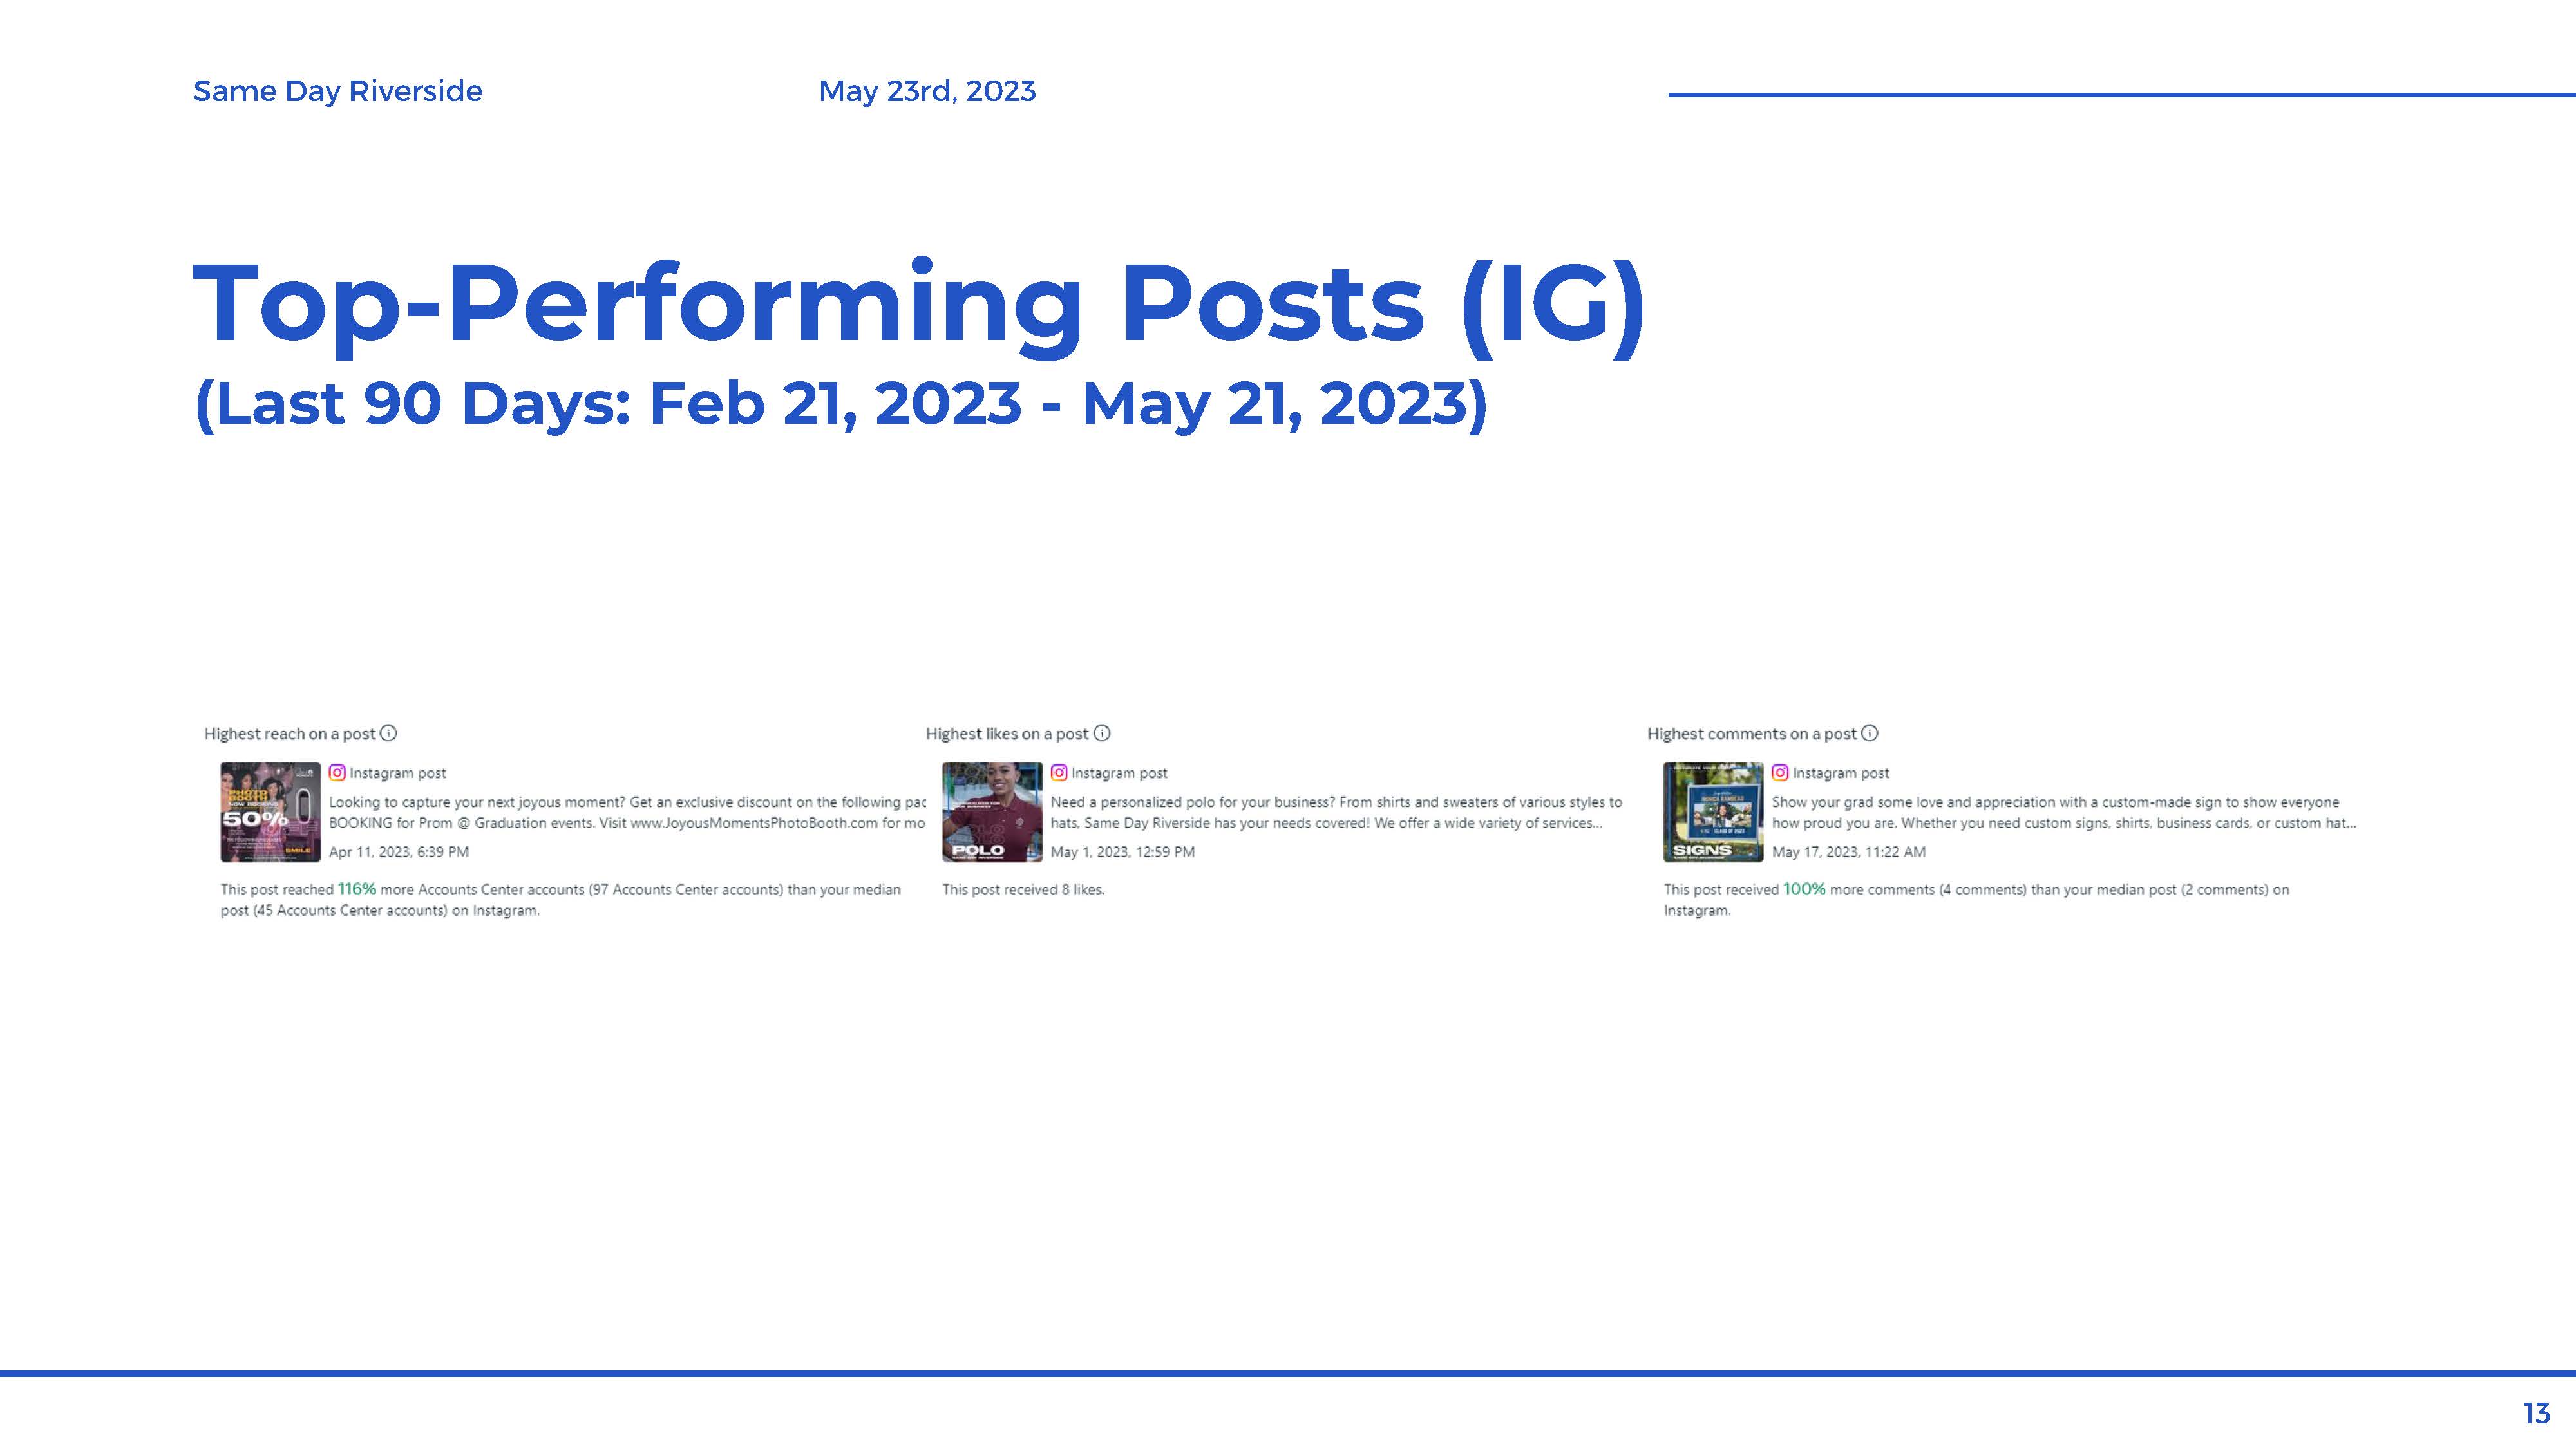 Same Day Riverside
May 23rd, 2023
Top-Performing Posts (IG)
(Last 90 Days: Feb 21, 2023 - May 21, 2023)
Highest reach on a post
PHOTO
BOOTH
NOW BOOKING
50%
SMILE
Instagram post
Looking to capture your next joyous moment? Get an exclusive discount on the following pac
BOOKING for Prom @ Graduation events. Visit www.JoyousMomentsPhotoBooth.com for mo
Apr 11, 2023, 6:39 PM
This post reached 116% more Accounts Center accounts (97 Accounts Center accounts) than your median
post (45 Accounts Center accounts) on Instagram.
Highest likes on a post
POLO
Instagram post
Need a personalized polo for your business? From shirts and sweaters of various styles to
hats, Same Day Riverside has your needs covered! We offer a wide variety of services...
May 1, 2023, 12:59 PM
This post received 8 likes.
Highest comments on a post
CLASS OF 2023
SIGNS
Instagram post
Show your grad some love and appreciation with a custom-made sign to show everyone
how proud you are. Whether you need custom signs, shirts, business cards, or custom hat...
May 17, 2023, 11:22 AM
This post received 100% more comments (4 comments) than your median post (2 comments) on
Instagram.
13